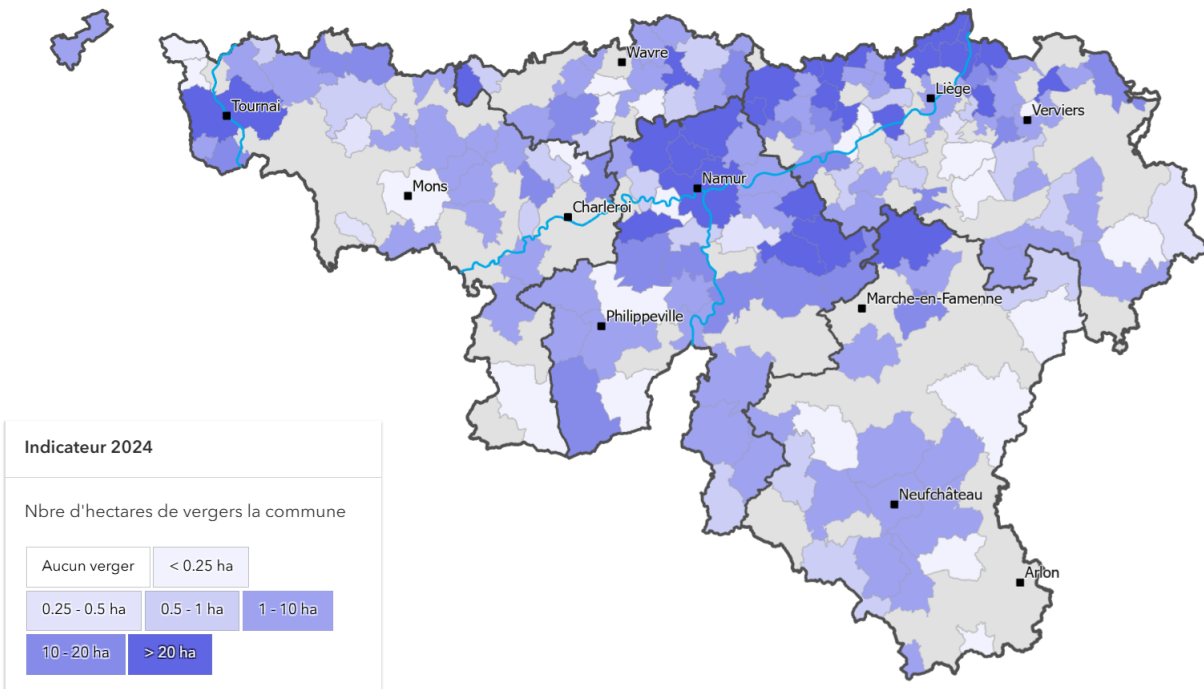 Wavre
Liège
Tournai
Verviers
Namur
Mons
Charleroi
Marche-en-Famenne
Philippeville
Indicateur 2024
Nbre d'hectares de vergers la commune
Neufchâteau
Aucun verger
< 0.25 ha
Arlon
0.25 - 0.5 ha
0.5 - 1 ha
1 - 10 ha
10 - 20 ha
> 20 ha